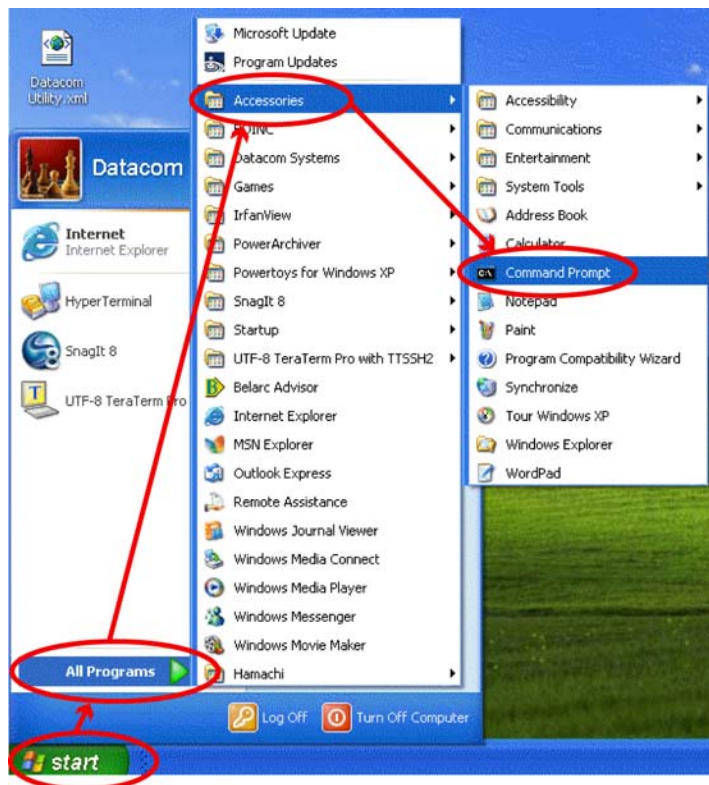 Datacom
Utility.xml
Datacom
Internet
Internet Explorer
HyperTerminal
SnagIt 8
UTF-8 TeraTerm Pro
All Programs
Microsoft Update
Program Updates
Accessories
Datacom Systems
Games
IrfanView
PowerArchiver
Powertoys for Windows XP
SnagIt 8
Startup
UTF-8 TeraTerm Pro with TTSSH2
Belarc Advisor
Internet Explorer
MSN Explorer
Outlook Express
Remote Assistance
Windows Journal Viewer
Windows Media Connect
Windows Media Player
Windows Messenger
Windows Movie Maker
Hamachi
Accessibility
Communications
Entertainment
System Tools
Address Book
Calculator
Command Prompt
Notepad
Paint
Program Compatibility Wizard
Synchronize
Tour Windows XP
Windows Explorer
WordPad
Log Off
Turn Off Computer
start